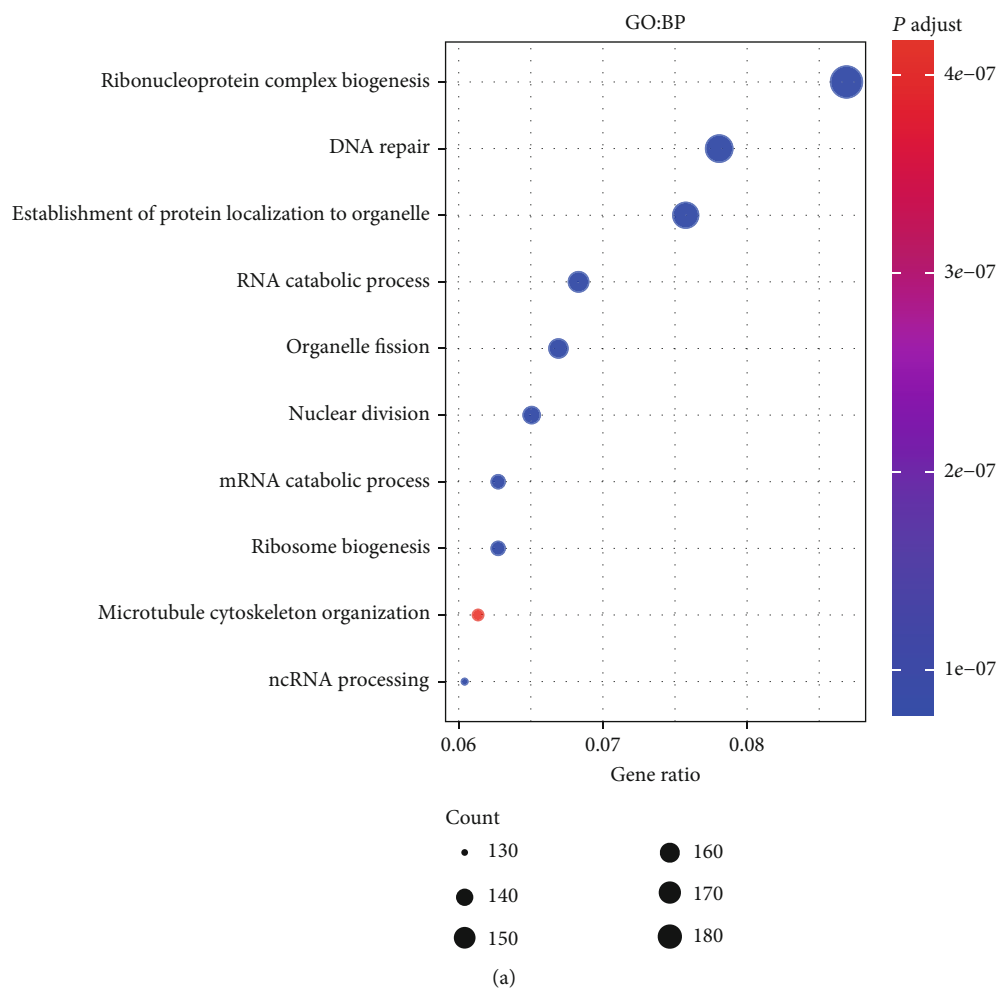 GO:BP
P adjust
Ribonucleoprotein complex biogenesis
DNA repair
Establishment of protein localization to organelle
RNA catabolic process
Organelle fission
Nuclear division
mRNA catabolic process
Ribosome biogenesis
Microtubule cytoskeleton organization
ncRNA processing
4e−07
3e−07
2e−07
1e−07
0.06 0.07 0.08
Gene ratio
Count
130 160
140 170
150 180
(a)